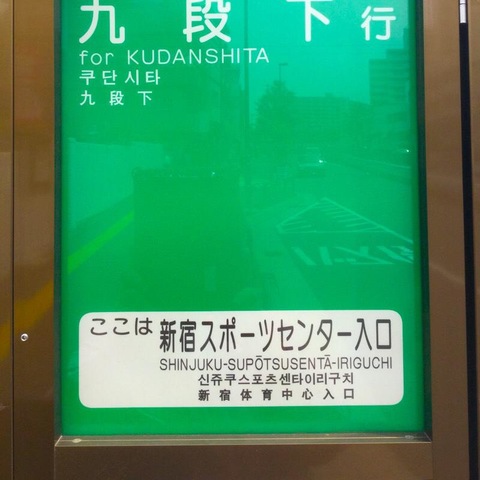 九段下行
for KUDANSHITA
쿠단시타
九段下
ここは 新宿スポーツセンター入口
SHINJUKU-SUPŌTSUSENTĀ-IRIGUCHI
신쥬쿠스포츠센타이리구치
新宿体育中心入口